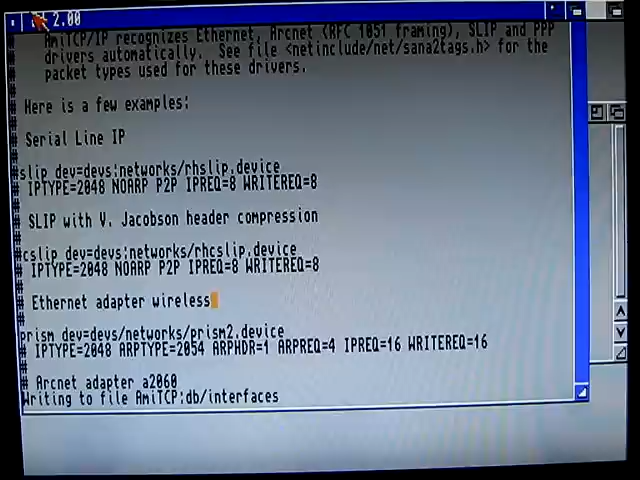 2.00
# AmiTCP/IP recognizes Ethernet, Arcnet (RFC 1051 framing), SLIP and PPP
# drivers automatically. See file <netinclude/net/sana2tags.h> for the
# packet types used for these drivers.
#
# Here is a few examples:
#
# Serial Line IP
#
#slip dev=devs:networks/rhslip.device
# IPTYPE=2048 NOARP P2P IPREQ=8 WRITEREQ=8
#
# SLIP with V. Jacobson header compression
#
#cslip dev=devs:networks/rhcslip.device
# IPTYPE=2048 NOARP P2P IPREQ=8 WRITEREQ=8
#
# Ethernet adapter wireless
#
prism dev=devs/networks/prism2.device
# IPTYPE=2048 ARPTYPE=2054 ARPHDR=1 ARPREQ=4 IPREQ=16 WRITEREQ=16
#
# Arcnet adapter a2060
Writing to file AmiTCP:db/interfaces